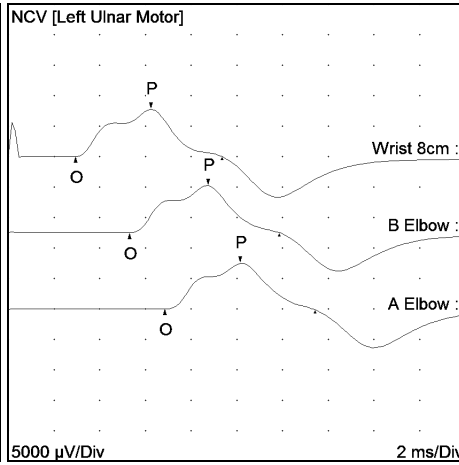 NCV [Left Ulnar Motor]
P
Wrist 8cm :
O
P
B Elbow :
O
P
A Elbow :
O
5000 µV/Div 2 ms/Div